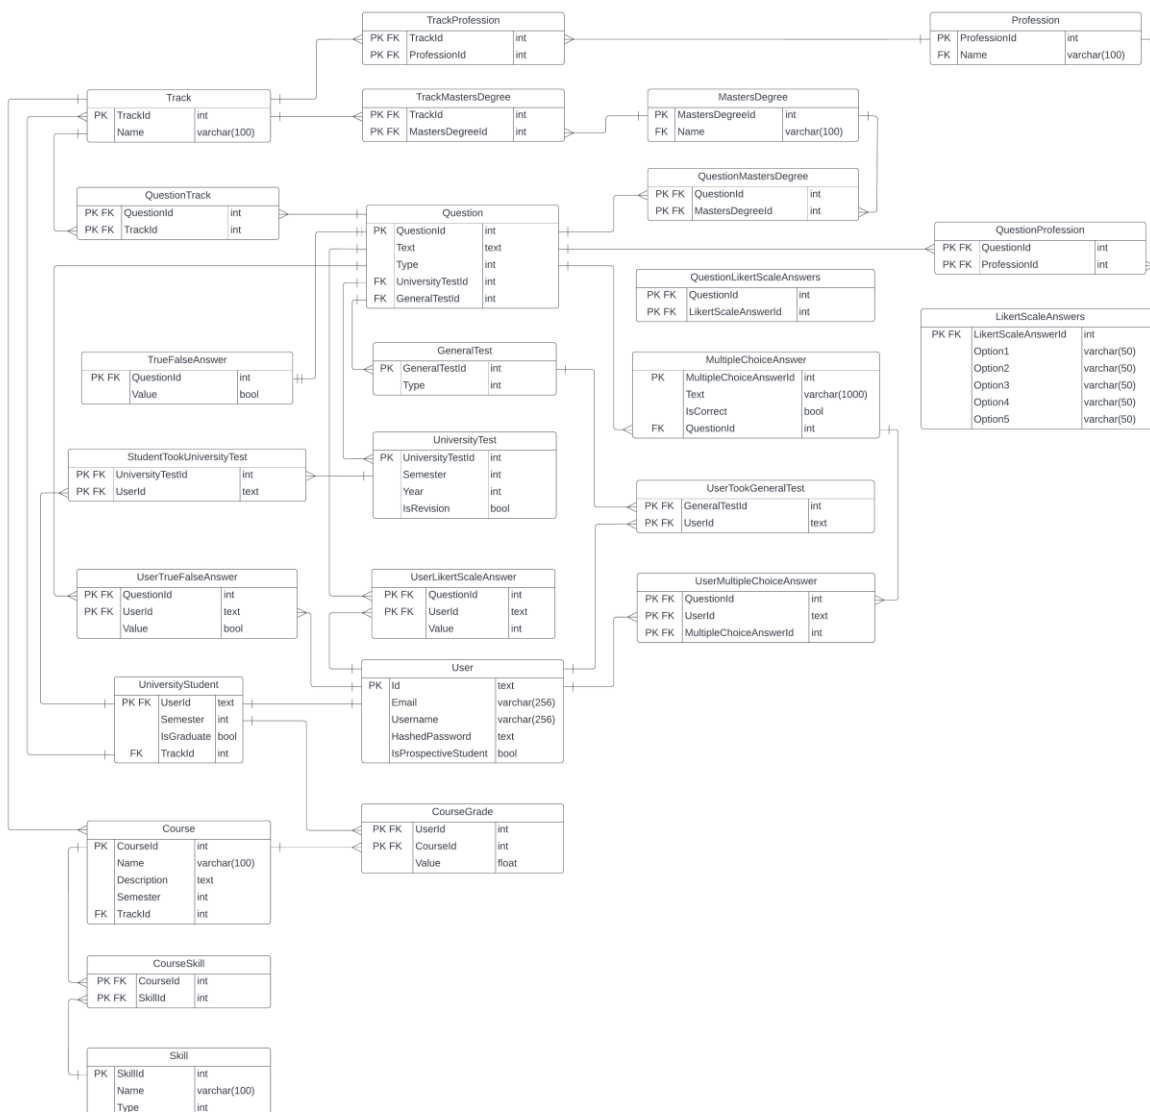 TrackProfession
PK FK TrackId int
PK FK ProfessionId int
Profession
PK ProfessionId int
FK Name varchar(100)
Track
PK TrackId int
Name varchar(100)
TrackMastersDegree
PK FK TrackId int
PK FK MastersDegreeId int
MastersDegree
PK MastersDegreeId int
FK Name varchar(100)
QuestionTrack
PK FK QuestionId int
PK FK TrackId int
Question
PK QuestionId int
Text text
Type int
FK UniversityTestId int
FK GeneralTestId int
QuestionMastersDegree
PK FK QuestionId int
PK FK MastersDegreeId int
QuestionProfession
PK FK QuestionId int
PK FK ProfessionId int
QuestionLikertScaleAnswers
PK FK QuestionId int
PK FK LikertScaleAnswerId int
LikertScaleAnswers
PK FK LikertScaleAnswerId int
Option1 varchar(50)
Option2 varchar(50)
Option3 varchar(50)
Option4 varchar(50)
Option5 varchar(50)
TrueFalseAnswer
PK FK QuestionId int
Value bool
GeneralTest
PK GeneralTestId int
Type int
MultipleChoiceAnswer
PK MultipleChoiceAnswerId int
Text varchar(1000)
IsCorrect bool
FK QuestionId int
StudentTookUniversityTest
PK FK UniversityTestId int
PK FK UserId text
UniversityTest
PK UniversityTestId int
Semester int
Year int
IsRevision bool
UserTookGeneralTest
PK FK GeneralTestId int
PK FK UserId text
UserTrueFalseAnswer
PK FK QuestionId int
PK FK UserId text
Value bool
UserLikertScaleAnswer
PK FK QuestionId int
PK FK UserId text
Value int
UserMultipleChoiceAnswer
PK FK QuestionId int
PK FK UserId text
PK FK MultipleChoiceAnswerId int
UniversityStudent
PK FK UserId text
Semester int
IsGraduate bool
FK TrackId int
User
PK Id text
Email varchar(256)
Username varchar(256)
HashedPassword text
IsProspectiveStudent bool
Course
PK CourseId int
Name varchar(100)
Description text
Semester int
FK TrackId int
CourseGrade
PK FK UserId int
PK FK CourseId int
Value float
CourseSkill
PK FK CourseId int
PK FK SkillId int
Skill
PK SkillId int
Name varchar(100)
Type int